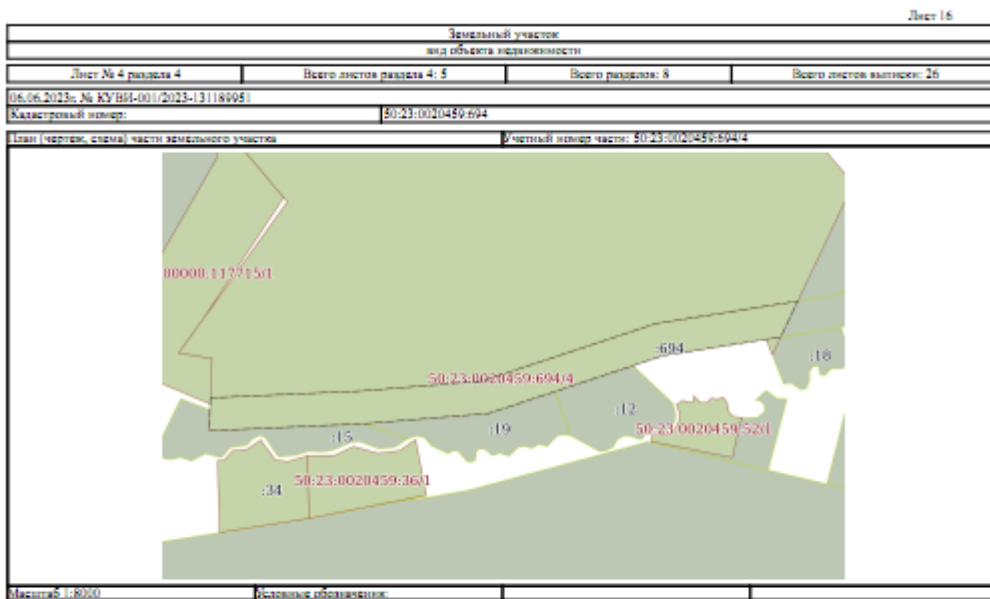 Лист 16
Земельный участок
вид объекта недвижимости
Лист № 4 раздела 4 Всего листов раздела 4: 5 Всего разделов: 8 Всего листов выписки: 26
06.06.2023г. № КУВИ-001/2023-131189951
Кадастровый номер: 50:23:0020459:694
План (чертеж, схема) части земельного участка Учетный номер части: 50:23:0020459:694/4
00000:117715/1
:694
:18
50:23:0020459:694/4
:12
:19
50:23:0020459:52/1
:15
50:23:0020459:36/1
:34
Масштаб 1:8000 Условные обозначения: